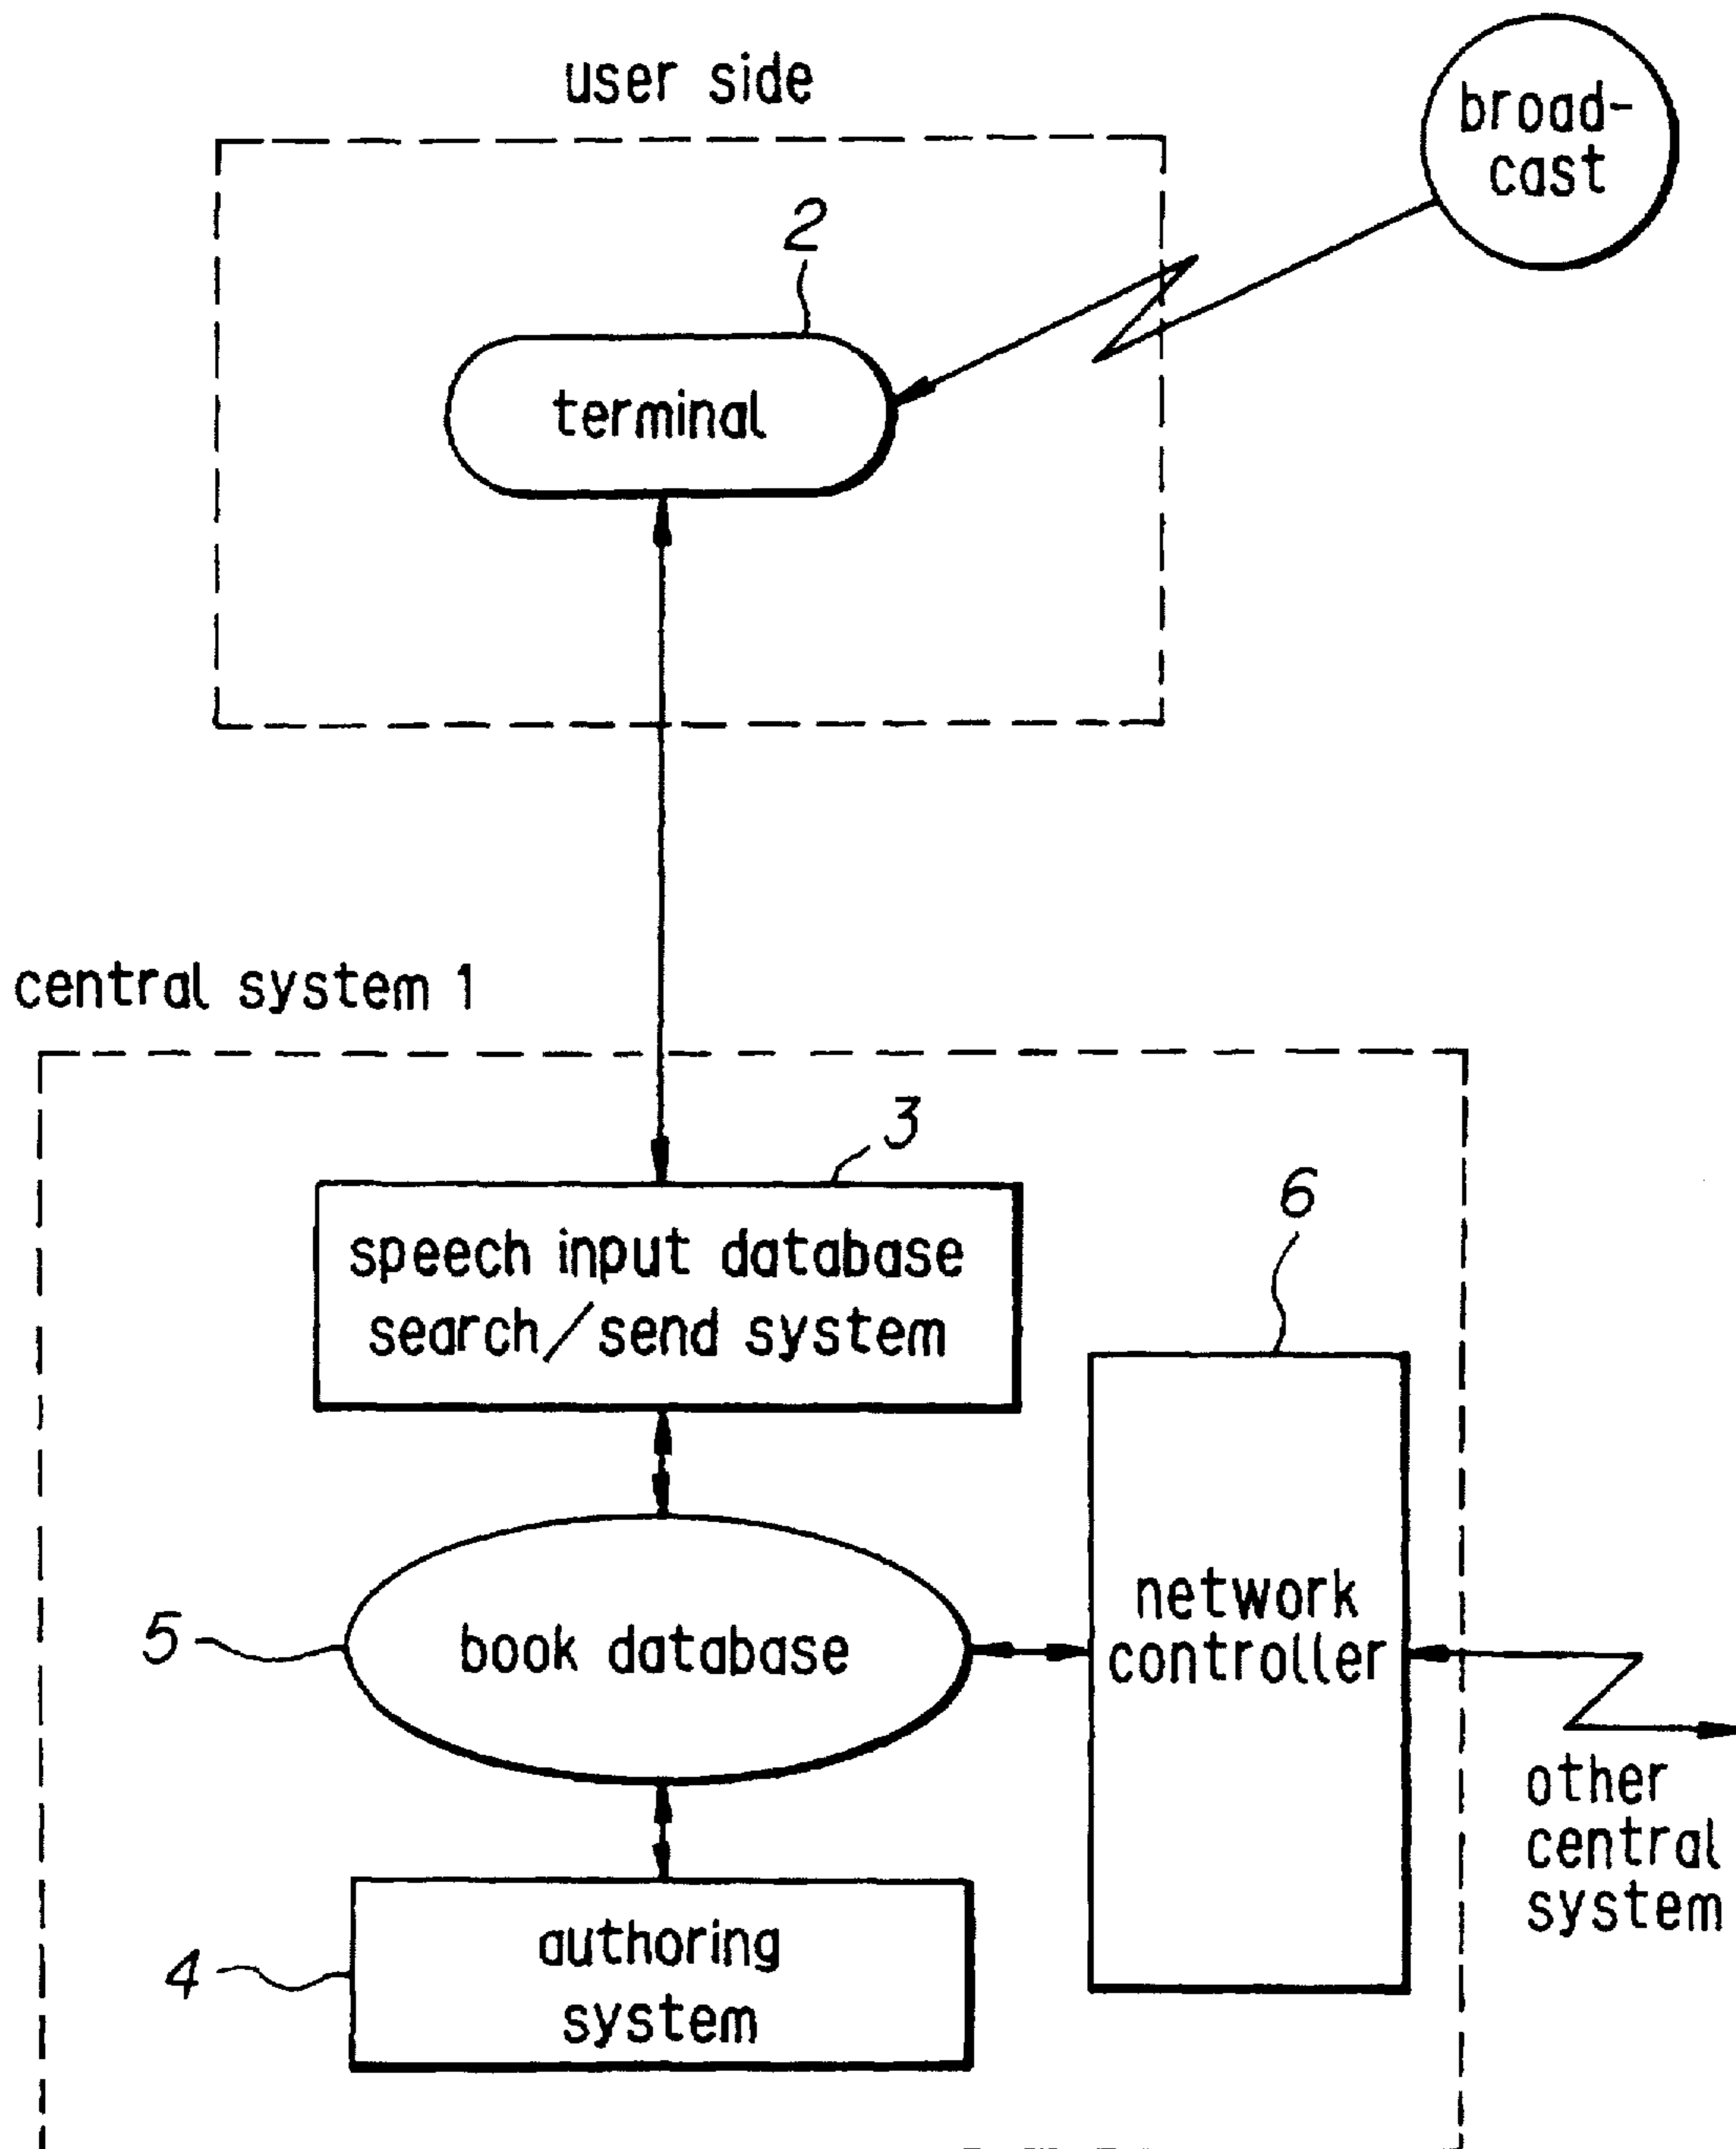 user side
broad-
cast
2
terminal
central system 1
3
speech input database
search/send system
6
5
book database
network
controller
other
central
system
4
authoring
system